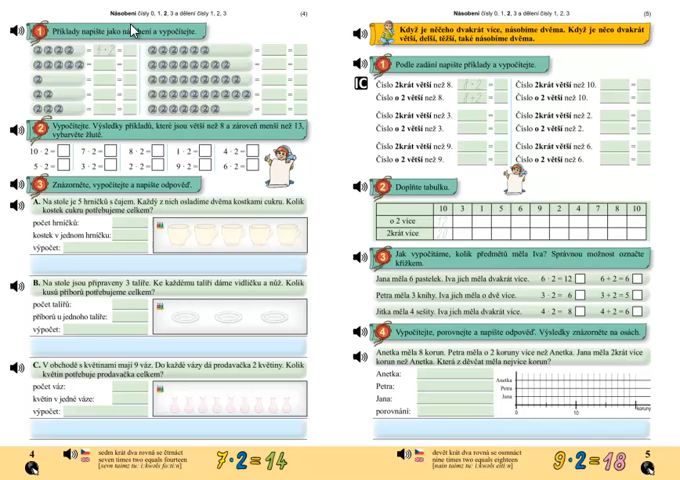 Násobení čísly 0, 1, 2, 3 a dělení čísly 1, 2, 3
(4)
1 Příklady napište jako násobení a vypočítejte.
4 · 2 =
2 Vypočítejte. Výsledky příkladů, které jsou větší než 8 a zároveň menší než 13, vybarvěte žlutě.
10 · 2 = 7 · 2 = 8 · 2 = 1 · 2 = 4 · 2 =
5 · 2 = 3 · 2 = 2 · 2 = 9 · 2 = 6 · 2 =
3 Znázorněte, vypočítejte a napište odpověď.
A. Na stole je 5 hrníčků s čajem. Každý z nich osladíme dvěma kostkami cukru. Kolik
kostek cukru potřebujeme celkem?
počet hrníčků:
kostek v jednom hrníčku:
výpočet:
B. Na stole jsou připraveny 3 talíře. Ke každému talíři dáme vidličku a nůž. Kolik
kusů příborů potřebujeme celkem?
počet talířů:
příborů u jednoho talíře:
výpočet:
C. V obchodě s květinami mají 9 váz. Do každé vázy dá prodavačka 2 květiny. Kolik
květin potřebuje prodavačka celkem?
počet váz:
květin v jedné váze:
výpočet:
4
sedm krát dva rovná se čtrnáct
seven times two equals fourteen
7 · 2 = 14
Násobení čísly 0, 1, 2, 3 a dělení čísly 1, 2, 3
(5)
Když je něčeho dvakrát více, násobíme dvěma. Když je něco dvakrát
větší, delší, těžší, také násobíme dvěma.
1 Podle zadání napište příklady a vypočítejte.
IC
Číslo 2krát větší než 8. 8 · 2 = Číslo 2krát větší než 10.
Číslo o 2 větší než 8. 8 + 2 = Číslo o 2 větší než 10.
Číslo 2krát větší než 3. Číslo 2krát větší než 2.
Číslo o 2 větší než 3. Číslo o 2 větší než 2.
Číslo 2krát větší než 9. Číslo 2krát větší než 6.
Číslo o 2 větší než 9. Číslo o 2 větší než 6.
2 Doplňte tabulku.
10 3 1 5 6 9 2 4 7 8 10
o 2 více
2krát více
3 Jak vypočítáme, kolik předmětů měla Iva? Správnou možnost označte
křížkem.
Jana měla 6 pastelek. Iva jich měla dvakrát více. 6 · 2 = 12 6 + 2 = 6
Petra měla 3 knihy. Iva jich měla o dvě více. 3 · 2 = 6 3 + 2 = 5
Jitka měla 4 sešity. Iva jich měla dvakrát více. 4 · 2 = 8 4 + 2 = 6
4 Vypočítejte, porovnejte a napište odpověď. Výsledky znázorněte na osách.
Anetka měla 8 korun. Petra měla o 2 koruny více než Anetka. Jana měla 2krát více
korun než Anetka. Která z děvčat měla nejvíce korun?
Anetka:
Petra:
Jana:
porovnání:
Anetka
Petra
Jana
0 10 koruny
devět krát dva rovná se osmnáct
nine times two equals eighteen
9 · 2 = 18
5